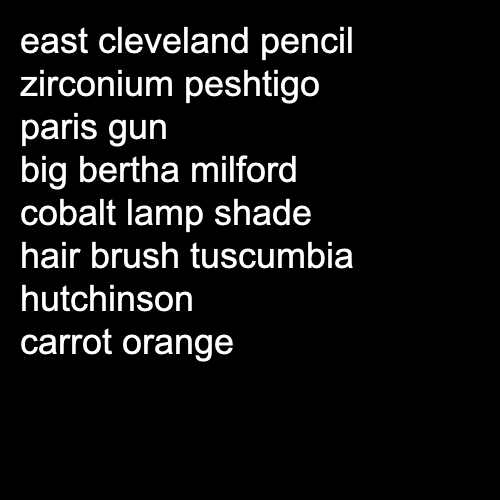 east cleveland pencil
zirconium peshtigo
paris gun
big bertha milford
cobalt lamp shade
hair brush tuscumbia
hutchinson
carrot orange